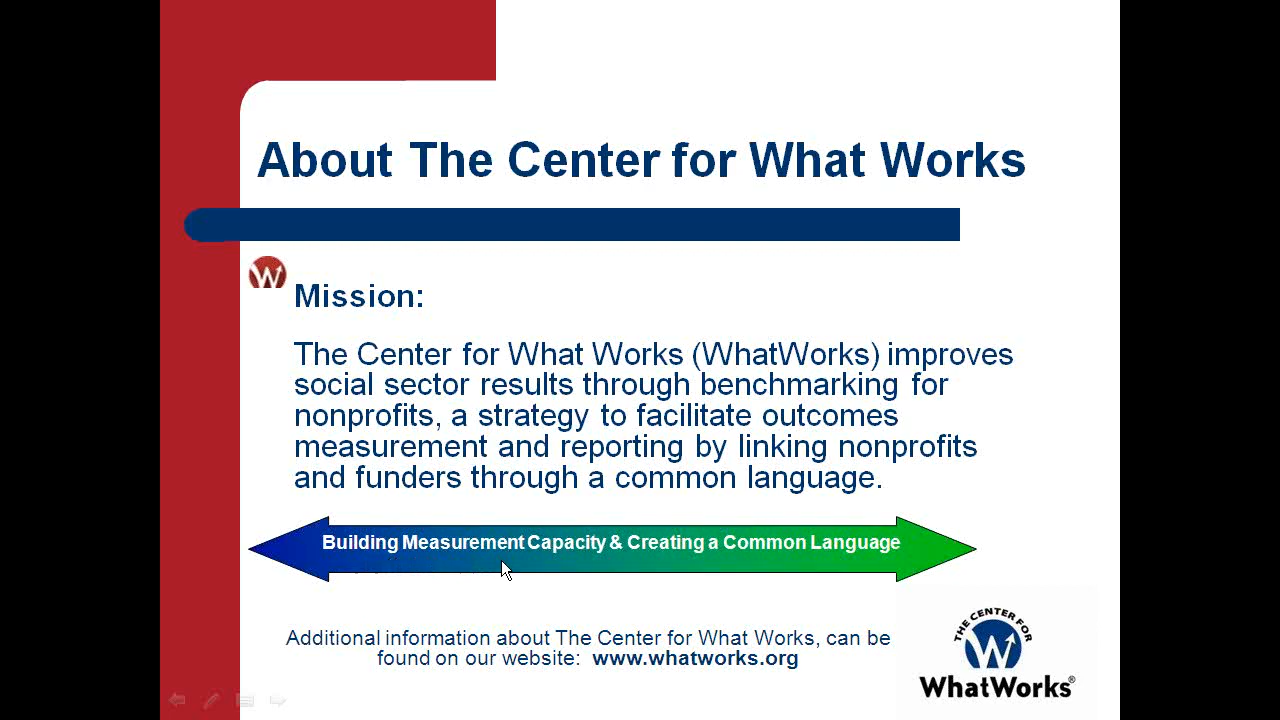 About The Center for What Works
W
Mission:
The Center for What Works (WhatWorks) improves
social sector results through benchmarking for
nonprofits, a strategy to facilitate outcomes
measurement and reporting by linking nonprofits
and funders through a common language.
Building Measurement Capacity & Creating a Common Language
Additional information about The Center for What Works, can be
found on our website:  www.whatworks.org
THE CENTER FOR
W
WhatWorks®